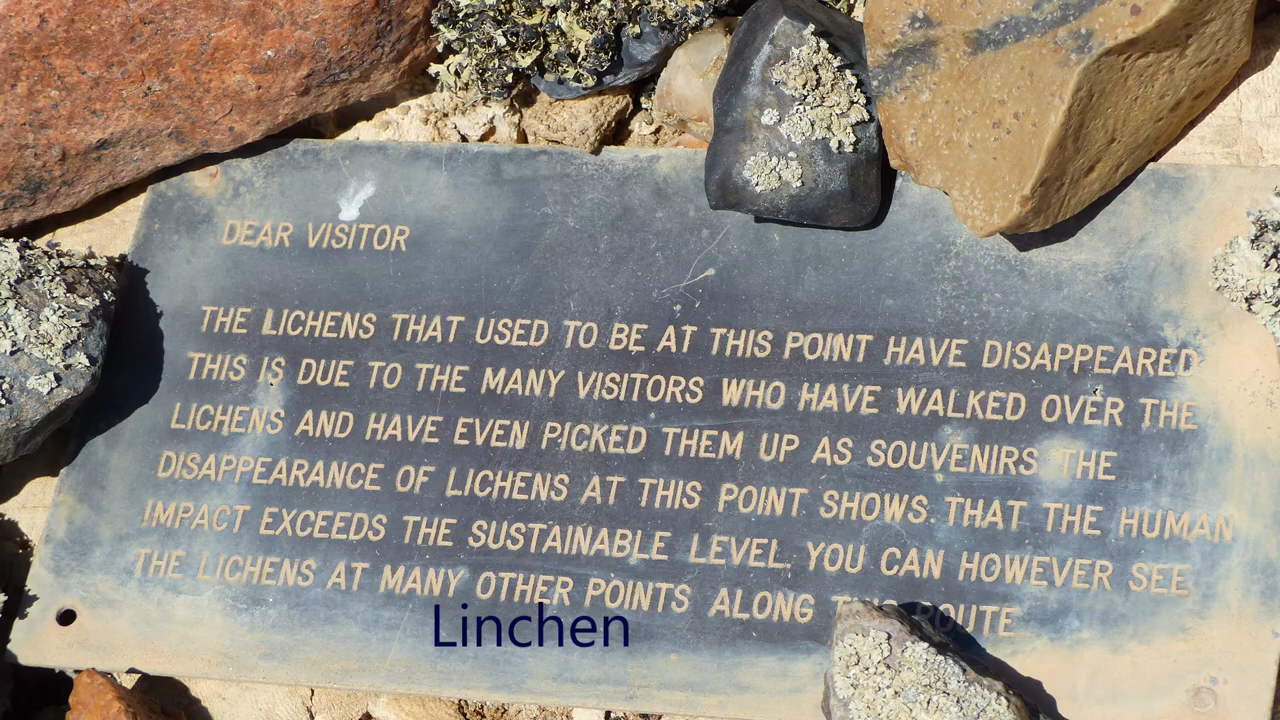 DEAR VISITOR
THE LICHENS THAT USED TO BE AT THIS POINT HAVE DISAPPEARED
THIS IS DUE TO THE MANY VISITORS WHO HAVE WALKED OVER THE
LICHENS AND HAVE EVEN PICKED THEM UP AS SOUVENIRS THE
DISAPPEARANCE OF LICHENS AT THIS POINT SHOWS THAT THE HUMAN
IMPACT EXCEEDS THE SUSTAINABLE LEVEL. YOU CAN HOWEVER SEE
THE LICHENS AT MANY OTHER POINTS ALONG THIS ROUTE
Linchen